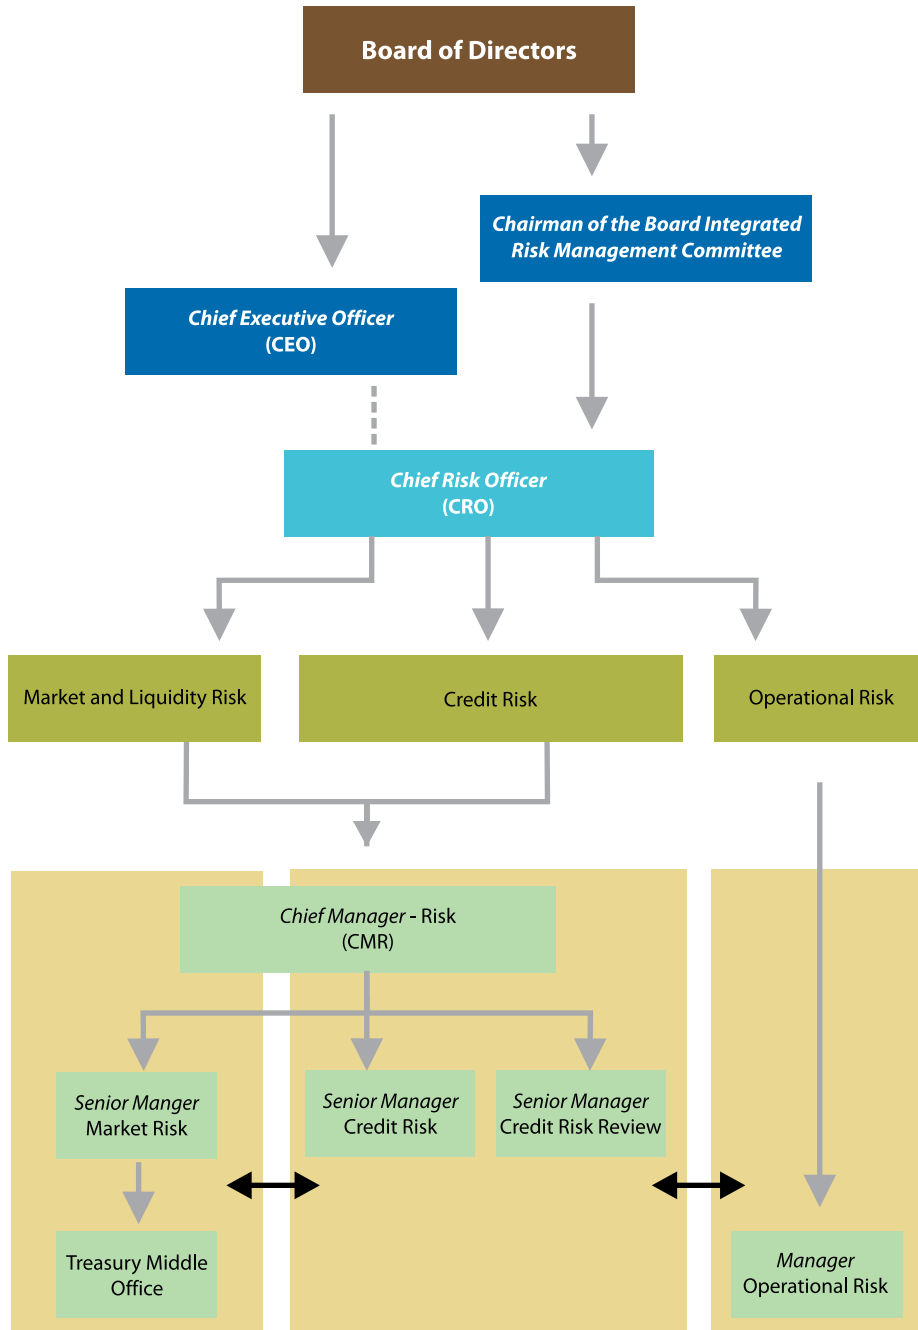 Board of Directors
Chairman of the Board Integrated
Risk Management Committee
Chief Executive Officer
(CEO)
Chief Risk Officer
(CRO)
Market and Liquidity Risk
Credit Risk
Operational Risk
Chief Manager - Risk
(CMR)
Senior Manger
Market Risk
Senior Manager
Credit Risk
Senior Manager
Credit Risk Review
Treasury Middle
Office
Manager
Operational Risk